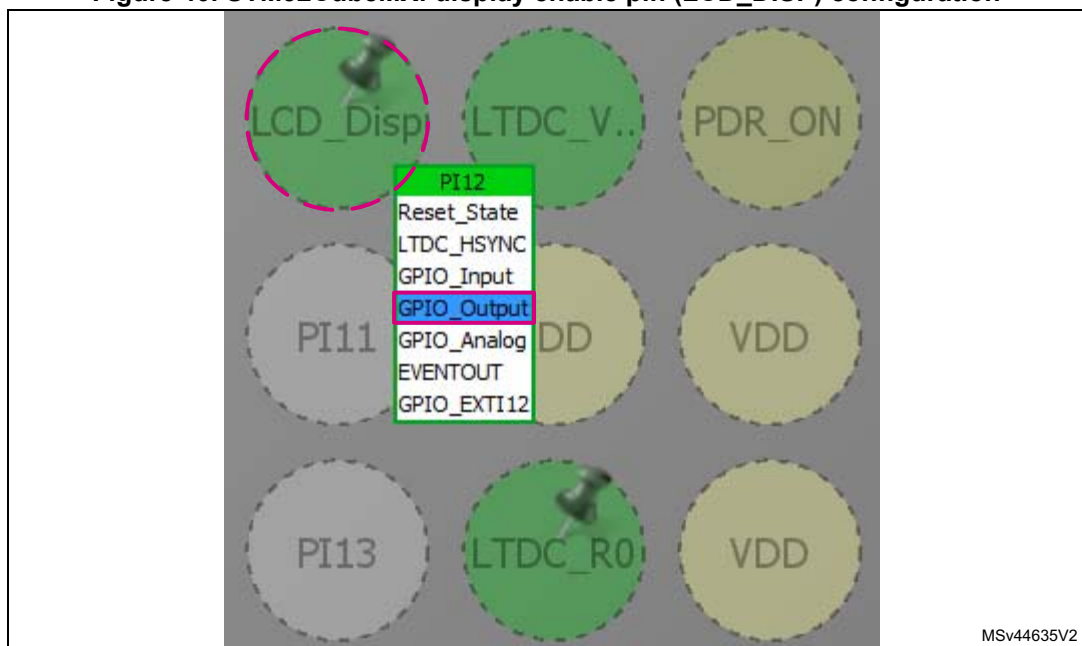 LCD_Disp LTDC_V.. PDR_ON
PI12
Reset_State
LTDC_HSYNC
GPIO_Input
GPIO_Output
GPIO_Analog
EVENTOUT
GPIO_EXTI12
PI11 DD VDD
PI13 LTDC_R0 VDD
MSv44635V2